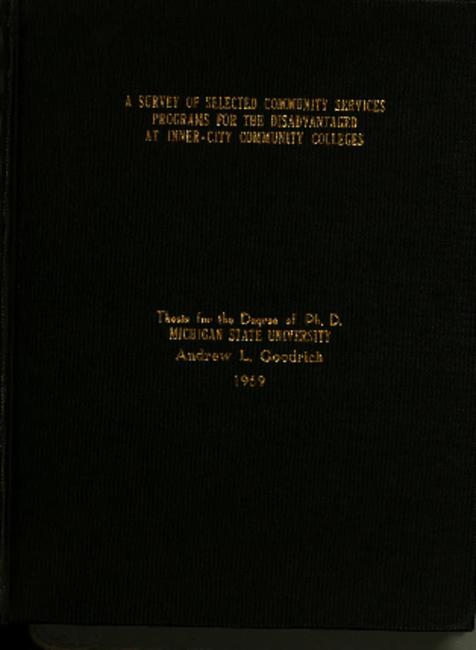 A SURVEY OF SELECTED COMMUNITY SERVICES
PROGRAMS FOR THE DISADVANTAGED
AT INNER-CITY COMMUNITY COLLEGES
Thesis for the Degree of Ph. D.
MICHIGAN STATE UNIVERSITY
Andrew L. Goodrich
1969